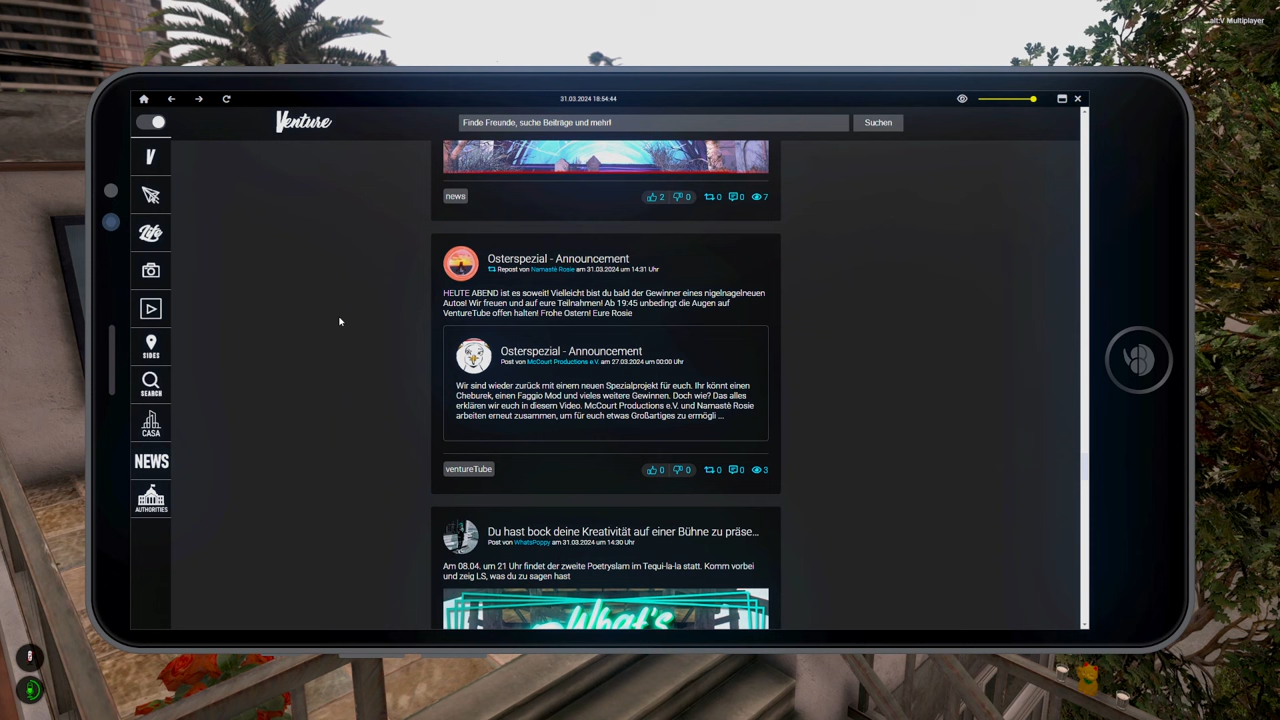 alt:V Multiplayer
31.03.2024 18:54:44
Venture
Finde Freunde, suche Beiträge und mehr!
Suchen
V
Life
SIDES
SEARCH
CASA
NEWS
AUTHORITIES
news
2
0
0
0
7
Osterspezial - Announcement
Repost von Namasté Rosie am 31.03.2024 um 14:31 Uhr
HEUTE ABEND ist es soweit! Vielleicht bist du bald der Gewinner eines nigelnagelneuen
Autos! Wir freuen und auf eure Teilnahmen! Ab 19:45 unbedingt die Augen auf
VentureTube offen halten! Frohe Ostern! Eure Rosie
Osterspezial - Announcement
Post von McCourt Productions e.V. am 27.03.2024 um 00:00 Uhr
Wir sind wieder zurück mit einem neuen Spezialprojekt für euch. Ihr könnt einen
Cheburek, einen Faggio Mod und vieles weitere Gewinnen. Doch wie? Das alles
erklären wir euch in diesem Video. McCourt Productions e.V. und Namasté Rosie
arbeiten erneut zusammen, um für euch etwas Großartiges zu ermögli ...
ventureTube
0
0
0
0
3
Du hast bock deine Kreativität auf einer Bühne zu präse...
Post von WhatsPoppy am 31.03.2024 um 14:30 Uhr
Am 08.04. um 21 Uhr findet der zweite Poetryslam im Tequi-la-la statt. Komm vorbei
und zeig LS, was du zu sagen hast
What's